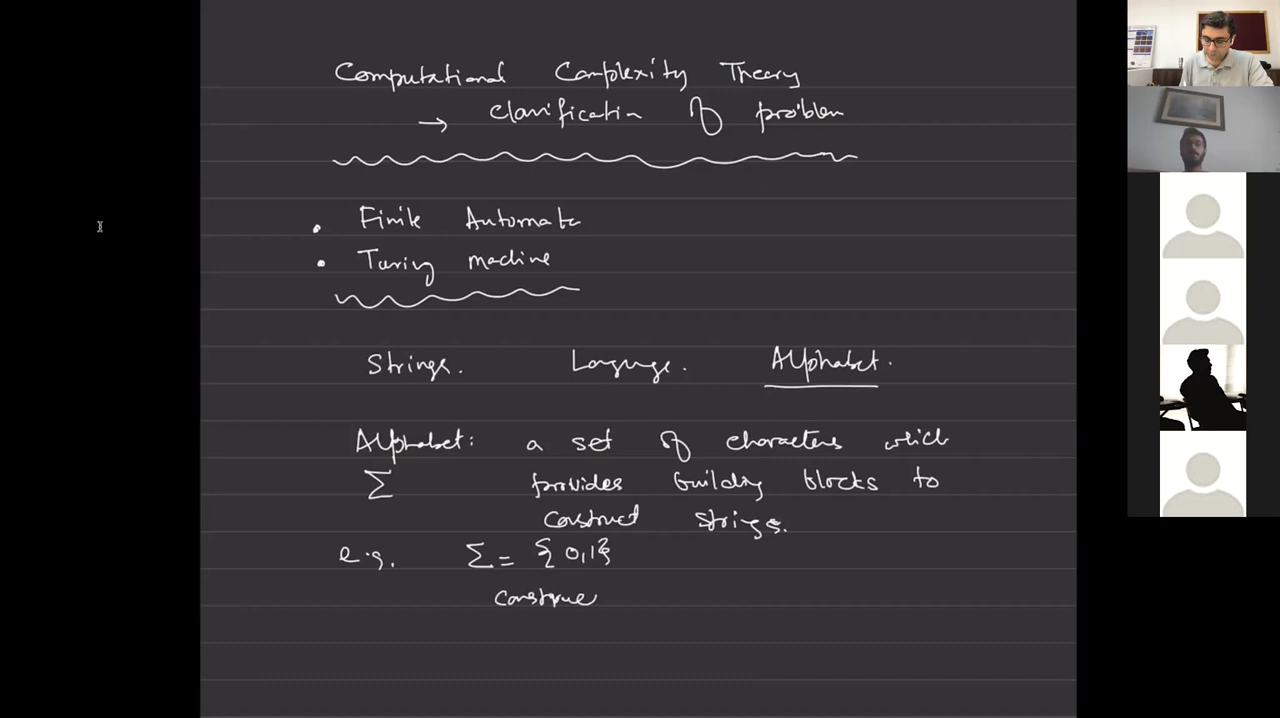 Computational Complexity Theory
→ classification of problem
• Finite Automata
• Turing machine
Strings. Language. Alphabet.
Alphabet: a set of characters which
Σ provides building blocks to
construct strings.
e.g. Σ = {0,1}
construe